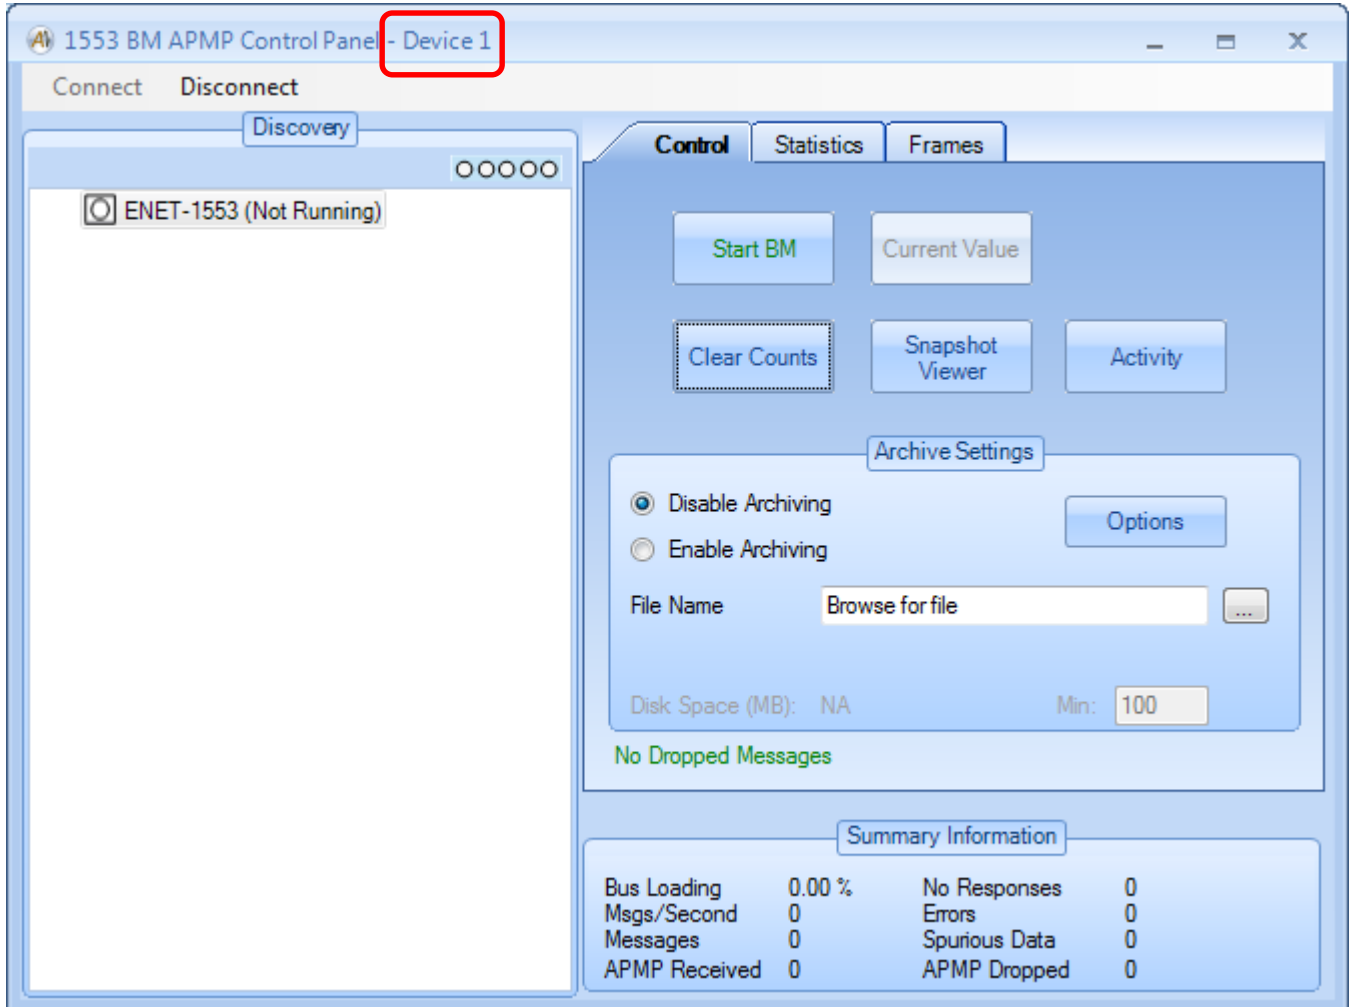 1553 BM APMP Control Panel - Device 1
Connect Disconnect
Discovery
ENET-1553 (Not Running)
Control Statistics Frames
Start BM Current Value
Clear Counts Snapshot Viewer Activity
Archive Settings
Disable Archiving
Options
Enable Archiving
File Name Browse for file ...
Disk Space (MB): NA Min: 100
No Dropped Messages
Summary Information
Bus Loading 0.00 % No Responses 0
Msgs/Second 0 Errors 0
Messages 0 Spurious Data 0
APMP Received 0 APMP Dropped 0